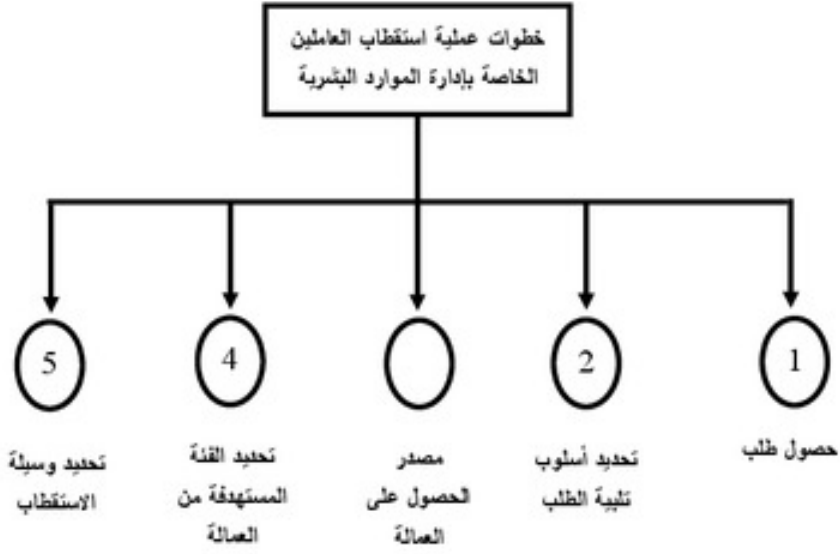 خطوات عملية استقطاب العاملين
الخاصة بإدارة الموارد البشرية
1
حصول طلب
2
تحديد أسلوب
تلبية الطلب
مصدر
الحصول على
العمالة
4
تحديد الفئة
المستهدفة من
العمالة
5
تحديد وسيلة
الاستقطاب